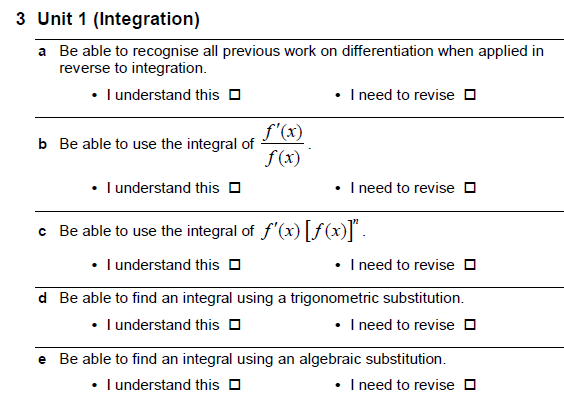 3 Unit 1 (Integration)
a Be able to recognise all previous work on differentiation when applied in
reverse to integration.
• I understand this □ • I need to revise □
b Be able to use the integral of f'(x)/f(x) .
• I understand this □ • I need to revise □
c Be able to use the integral of f'(x)[f(x)]ⁿ .
• I understand this □ • I need to revise □
d Be able to find an integral using a trigonometric substitution.
• I understand this □ • I need to revise □
e Be able to find an integral using an algebraic substitution.
• I understand this □ • I need to revise □